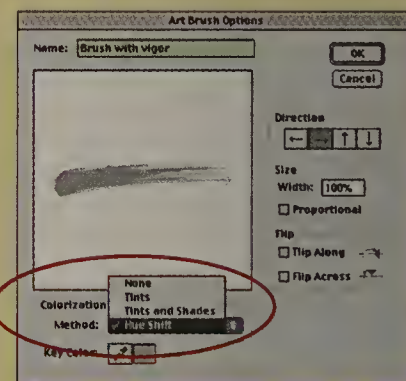 Art Brush Options
Name: Brush with vigor
OK
Cancel
Direction
Size
Width: 100%
Proportional
Flip
Flip Along
Flip Across
Colorization
None
Tints
Tints and Shades
Method: Hue Shift
Key Color: